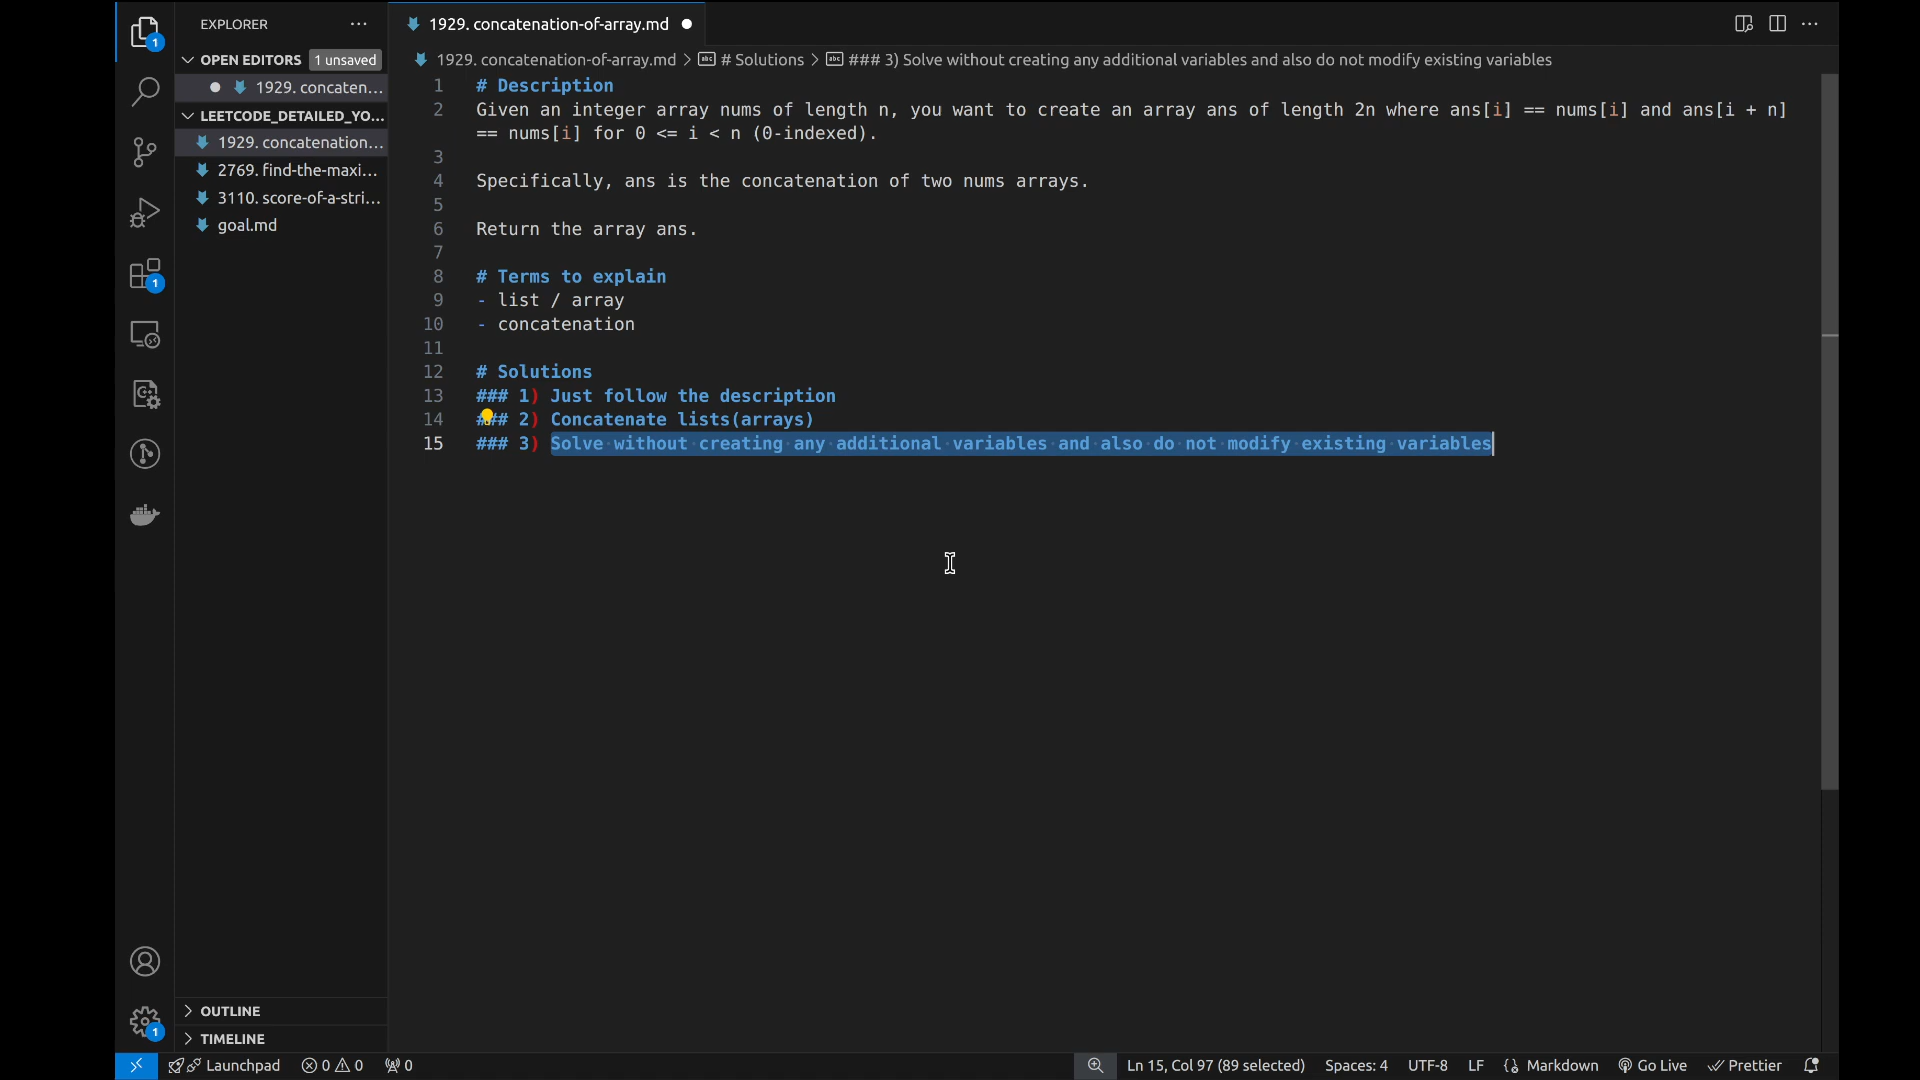 EXPLORER
1929. concatenation-of-array.md
OPEN EDITORS 1 unsaved
1929. concaten...
LEETCODE_DETAILED_YO...
1929. concatenation...
2769. find-the-maxi...
3110. score-of-a-stri...
goal.md
OUTLINE
TIMELINE
1929. concatenation-of-array.md > # Solutions > ### 3) Solve without creating any additional variables and also do not modify existing variables
1 # Description
2 Given an integer array nums of length n, you want to create an array ans of length 2n where ans[i] == nums[i] and ans[i + n]
== nums[i] for 0 <= i < n (0-indexed).
3
4 Specifically, ans is the concatenation of two nums arrays.
5
6 Return the array ans.
7
8 # Terms to explain
9 - list / array
10 - concatenation
11
12 # Solutions
13 ### 1) Just follow the description
14 ### 2) Concatenate lists(arrays)
15 ### 3) Solve without creating any additional variables and also do not modify existing variables
1
1
1
Launchpad 0 0 0 Ln 15, Col 97 (89 selected) Spaces: 4 UTF-8 LF {} Markdown Go Live Prettier